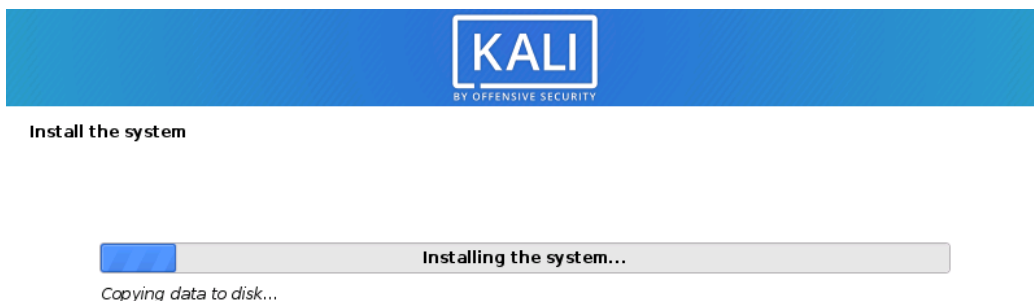 KALI
BY OFFENSIVE SECURITY
Install the system
Installing the system...
Copying data to disk...